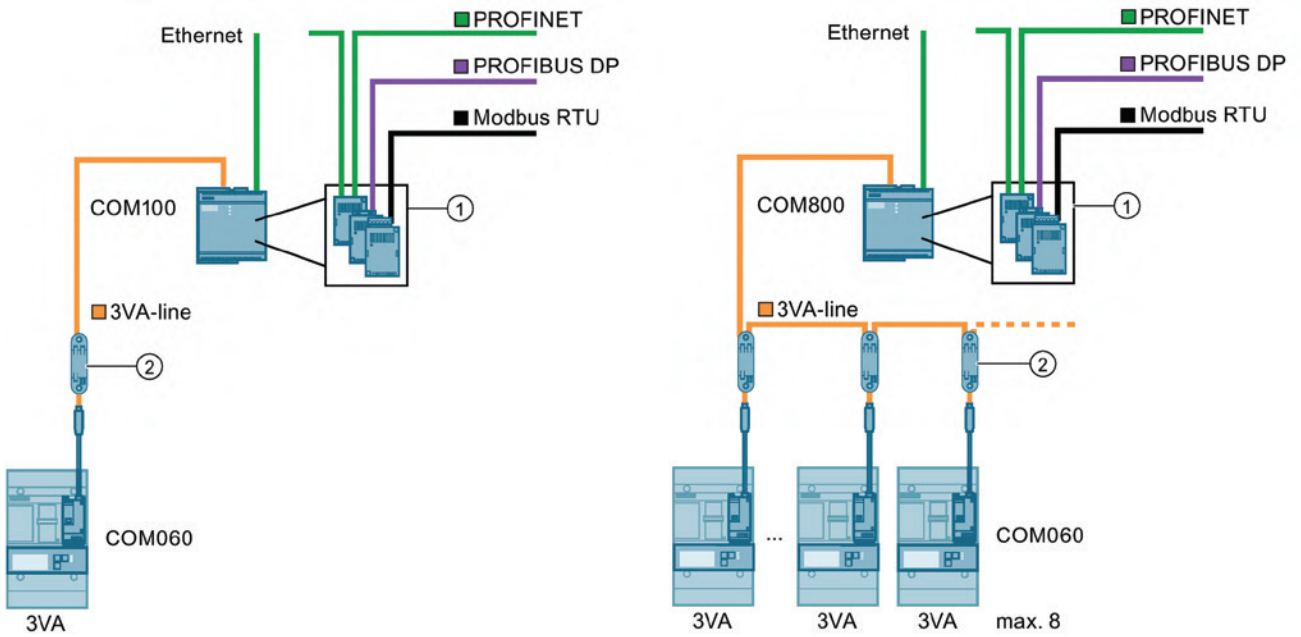 PROFINET
Ethernet
PROFIBUS DP
Modbus RTU
COM100
1
3VA-line
2
COM060
3VA
PROFINET
Ethernet
PROFIBUS DP
Modbus RTU
COM800
1
3VA-line
2
...
COM060
3VA
3VA
3VA
max. 8